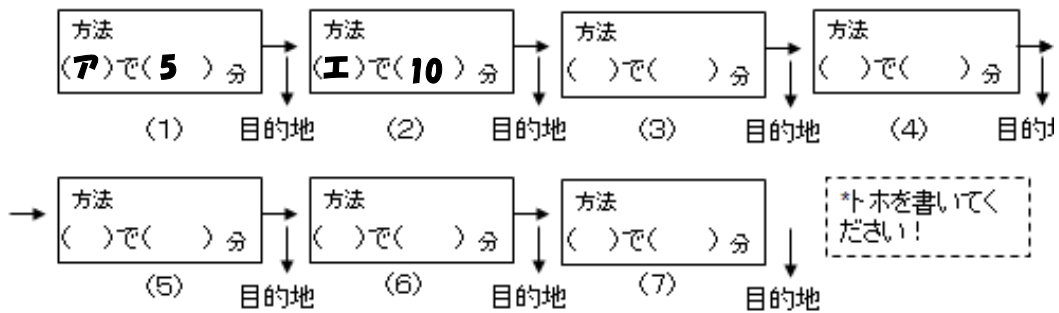 方法 方法 方法 方法
(ア)で(5 )分 (エ)で(10 )分 ( )で( )分 ( )で( )分
(1) 目的地 (2) 目的地 (3) 目的地 (4) 目的地
方法 方法 方法 *トホを書いてく
( )で( )分 ( )で( )分 ( )で( )分 ださい!
(5) 目的地 (6) 目的地 (7) 目的地